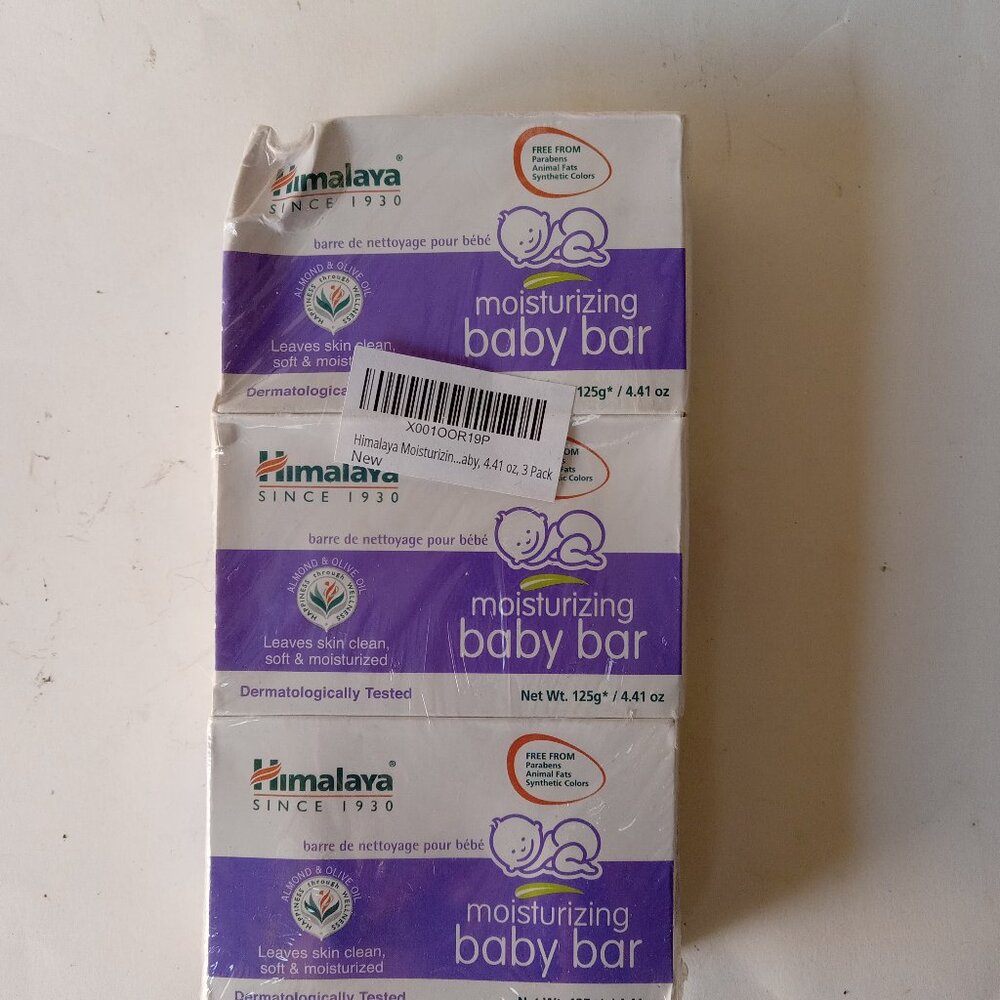 Himalaya®
SINCE 1930
FREE FROM
Parabens
Animal Fats
Synthetic Colors
barre de nettoyage pour bébé
ALMOND & OLIVE OIL
HAPPINESS through WELLNESS
moisturizing
baby bar
Leaves skin clean,
soft & moist
Dermatologica
125g* / 4.41 oz
X001OOR19P
Himalaya Moisturizin...aby, 4.41 oz, 3 Pack
New
Himalaya
SINCE 1930
OM
s
Fats
ic Colors
barre de nettoyage pour bébé
ALMOND & OLIVE OIL
HAPPINESS through WELLNESS
moisturizing
baby bar
Leaves skin clean,
soft & moisturized
Dermatologically Tested
Net Wt. 125g* / 4.41 oz
Himalaya®
SINCE 1930
FREE FROM
Parabens
Animal Fats
Synthetic Colors
barre de nettoyage pour bébé
ALMOND & OLIVE OIL
HAPPINESS through WELLNESS
moisturizing
baby bar
Leaves skin clean,
soft & moisturized
Dermatologically Tested